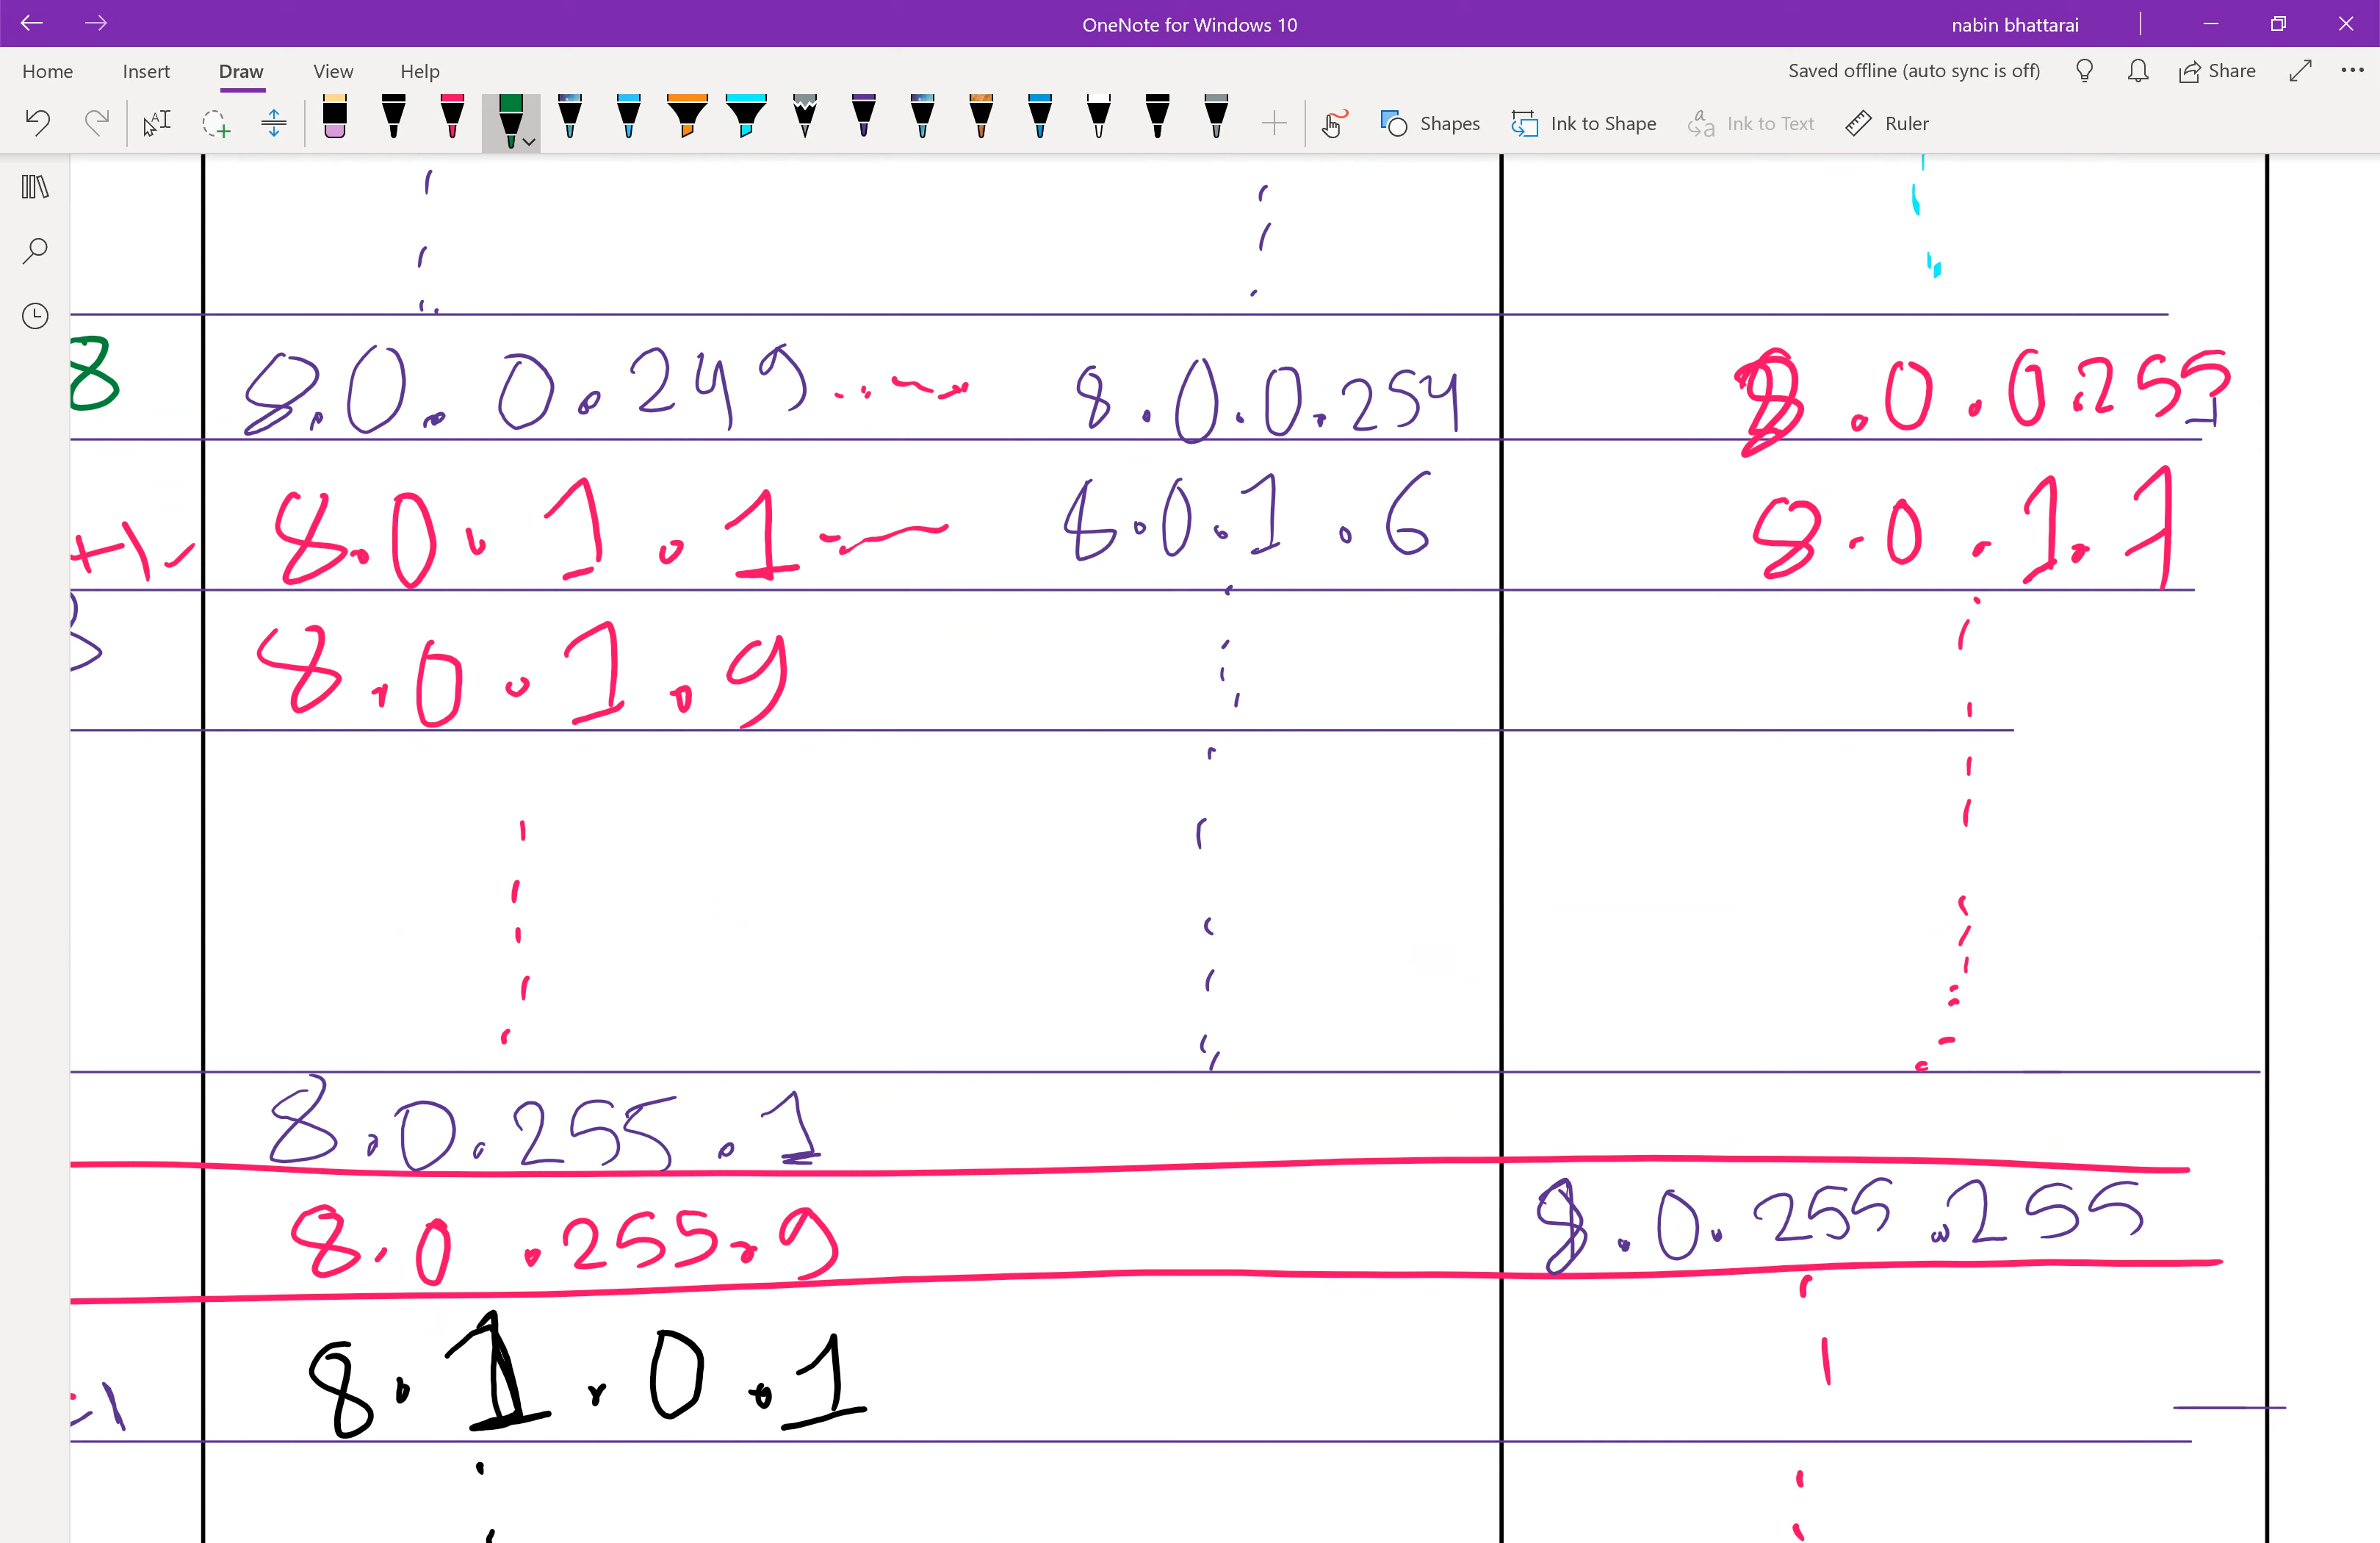 OneNote for Windows 10
nabin bhattarai
Home Insert Draw View Help
Saved offline (auto sync is off)
Share
Shapes
Ink to Shape
Ink to Text
Ruler
8 8.0.0.249 8.0.0.254 8.0.0.255
+1 8.0.1.1 8.0.1.6 8.0.1.7
8.0.1.9
8.0.255.1
8.0.255.9 8.0.255.255
8.1.0.1